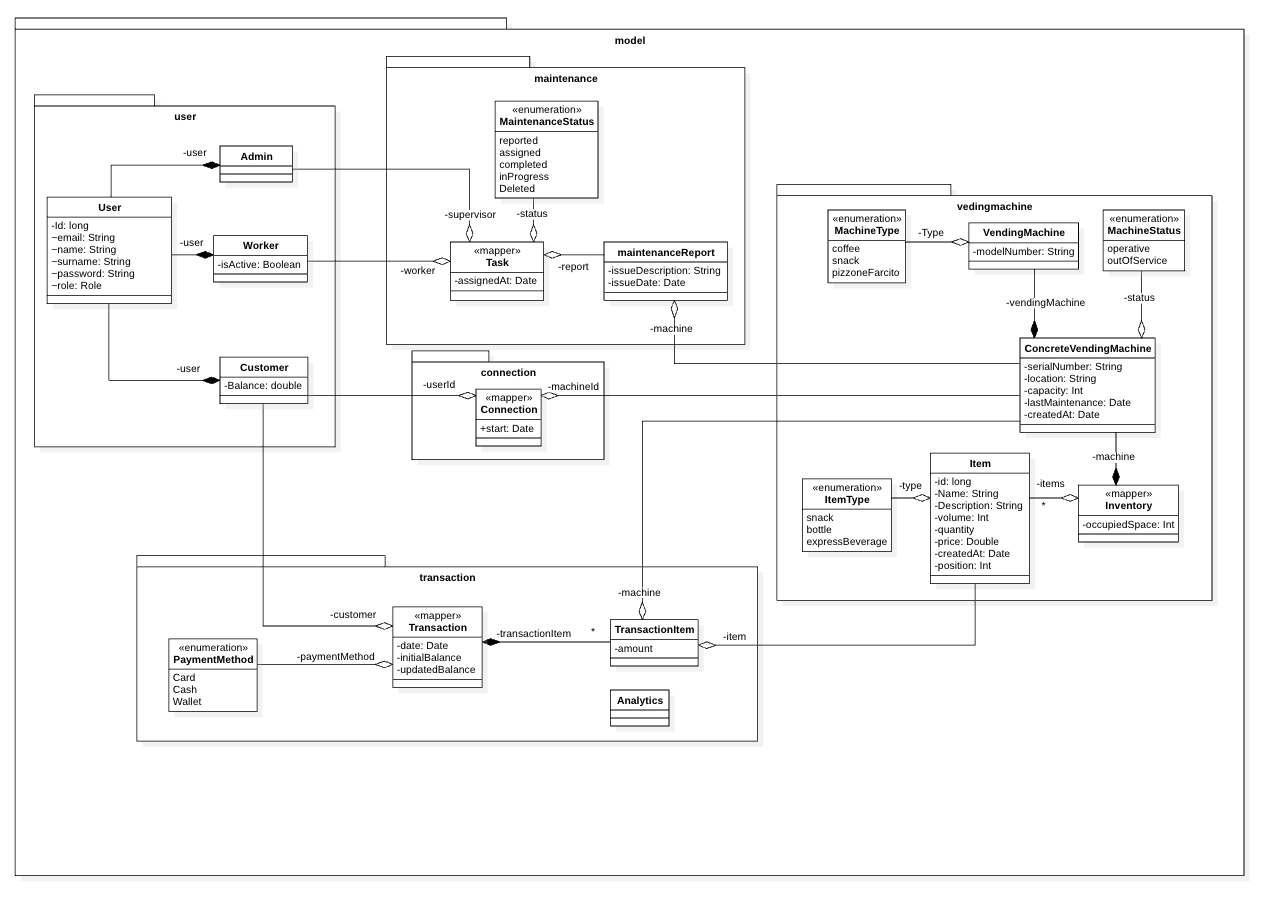 model
maintenance
«enumeration»
MaintenanceStatus
reported
assigned
completed
inProgress
Deleted
-supervisor
-status
«mapper»
Task
-assignedAt: Date
-worker
-report
maintenanceReport
-issueDescription: String
-issueDate: Date
-machine
user
-user
Admin
User
-Id: long
~email: String
~name: String
~surname: String
~password: String
~role: Role
-user
Worker
-isActive: Boolean
-user
Customer
-Balance: double
connection
-userId
-machineId
«mapper»
Connection
+start: Date
vedingmachine
«enumeration»
MachineType
coffee
snack
pizzoneFarcito
-Type
VendingMachine
-modelNumber: String
«enumeration»
MachineStatus
operative
outOfService
-vendingMachine
-status
ConcreteVendingMachine
-serialNumber: String
-location: String
-capacity: Int
-lastMaintenance: Date
-createdAt: Date
-machine
«enumeration»
ItemType
snack
bottle
expressBeverage
-type
Item
-id: long
-Name: String
-Description: String
-volume: Int
-quantity
-price: Double
-createdAt: Date
-position: Int
-items
*
«mapper»
Inventory
-occupiedSpace: Int
transaction
-customer
«enumeration»
PaymentMethod
Card
Cash
Wallet
-paymentMethod
«mapper»
Transaction
-date: Date
-initialBalance
-updatedBalance
-transactionItem
*
-machine
TransactionItem
-amount
-item
Analytics